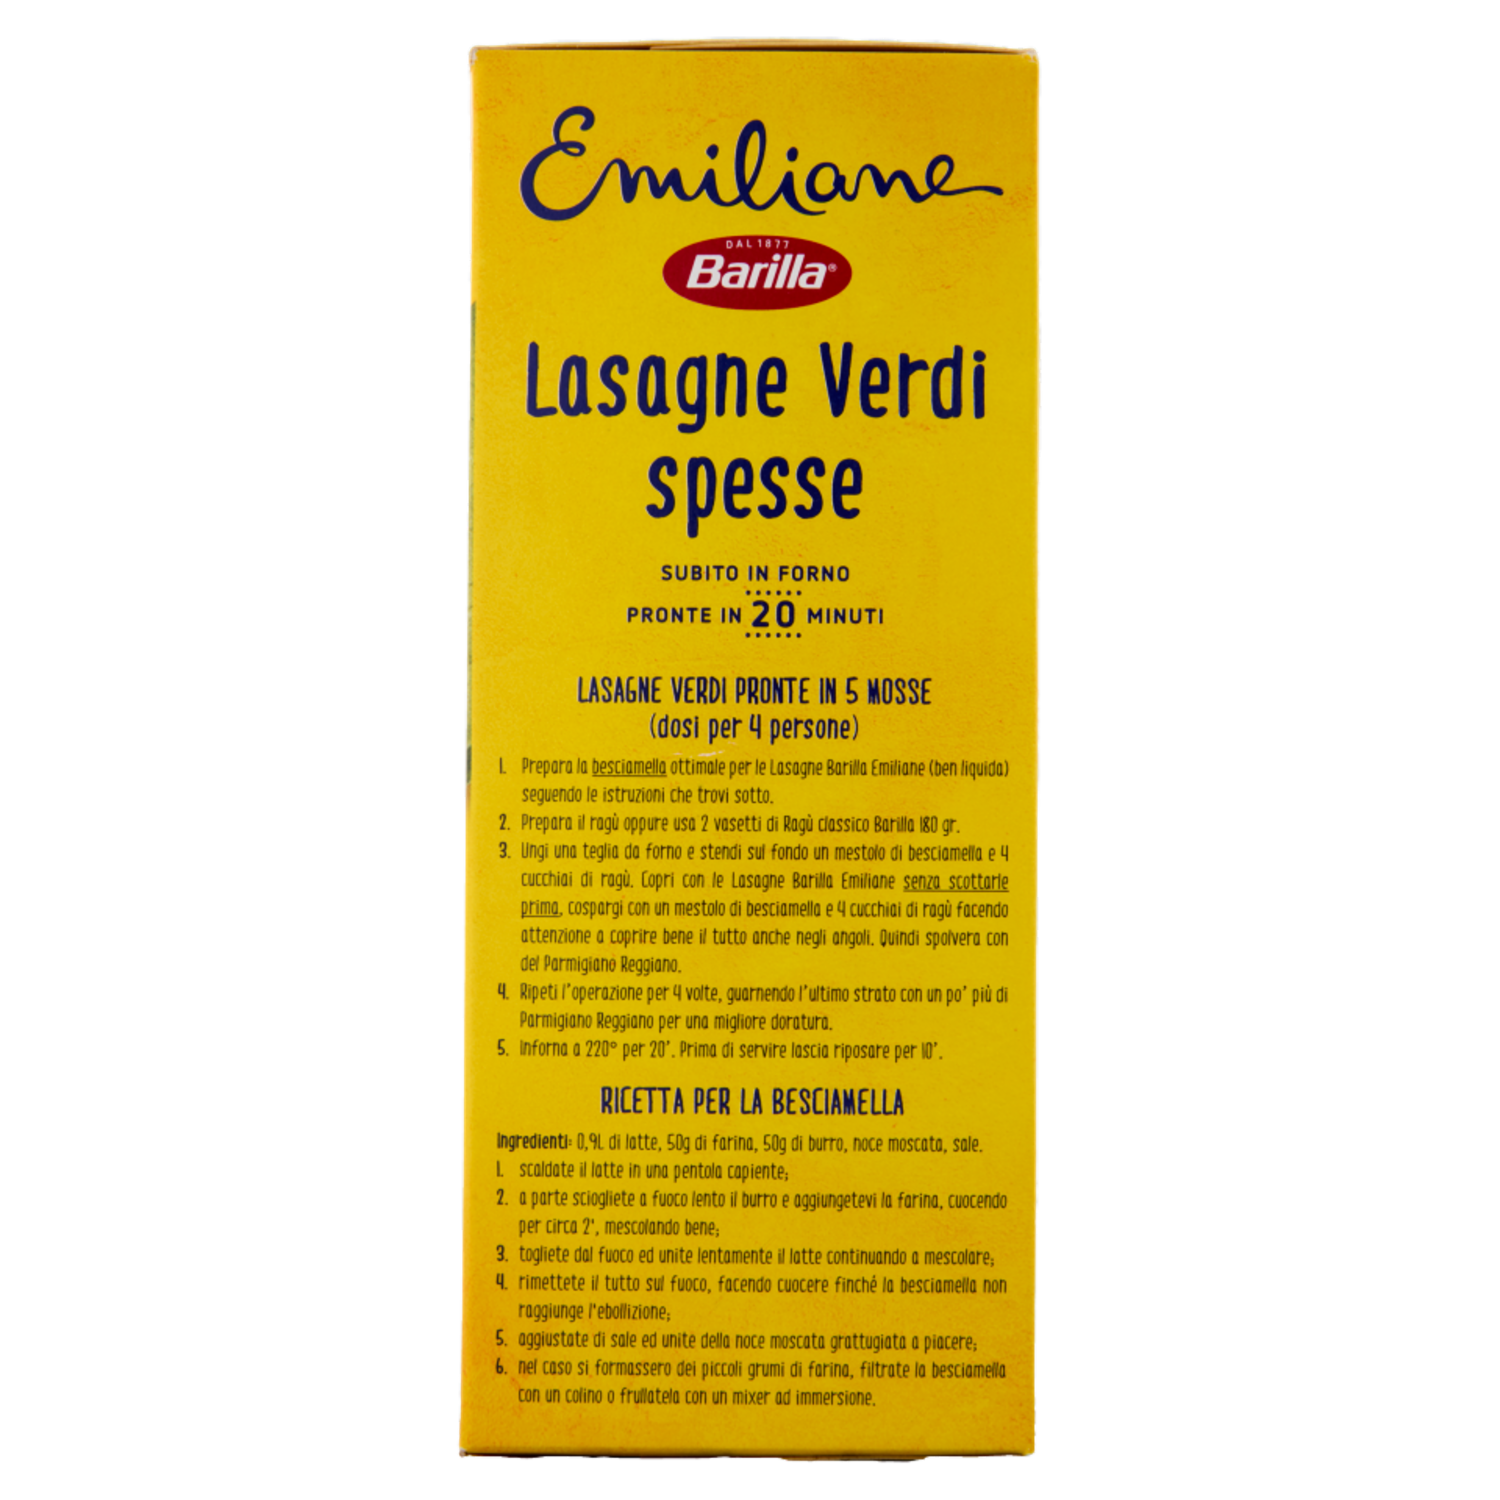 Emiliane
DAL 1877
Barilla®
Lasagne Verdi
spesse
SUBITO IN FORNO
PRONTE IN 20 MINUTI
LASAGNE VERDI PRONTE IN 5 MOSSE
(dosi per 4 persone)
1. Prepara la besciamella ottimale per le Lasagne Barilla Emiliane (ben liquida)
seguendo le istruzioni che trovi sotto.
2. Prepara il ragù oppure usa 2 vasetti di Ragù classico Barilla 180 gr.
3. Ungi una teglia da forno e stendi sul fondo un mestolo di besciamella e 4
cucchiai di ragù. Copri con le Lasagne Barilla Emiliane senza scottarle
prima, cospargi con un mestolo di besciamella e 4 cucchiai di ragù facendo
attenzione a coprire bene il tutto anche negli angoli. Quindi spolvera con
del Parmigiano Reggiano.
4. Ripeti l'operazione per 4 volte, guarnendo l'ultimo strato con un po' più di
Parmigiano Reggiano per una migliore doratura.
5. Inforna a 220° per 20'. Prima di servire lascia riposare per 10'.
RICETTA PER LA BESCIAMELLA
Ingredienti: 0,9L di latte, 50g di farina, 50g di burro, noce moscata, sale.
1. scaldate il latte in una pentola capiente;
2. a parte sciogliete a fuoco lento il burro e aggiungetevi la farina, cuocendo
per circa 2', mescolando bene;
3. togliete dal fuoco ed unite lentamente il latte continuando a mescolare;
4. rimettete il tutto sul fuoco, facendo cuocere finché la besciamella non
raggiunge l'ebollizione;
5. aggiustate di sale ed unite della noce moscata grattugiata a piacere;
6. nel caso si formassero dei piccoli grumi di farina, filtrate la besciamella
con un colino o frullatela con un mixer ad immersione.